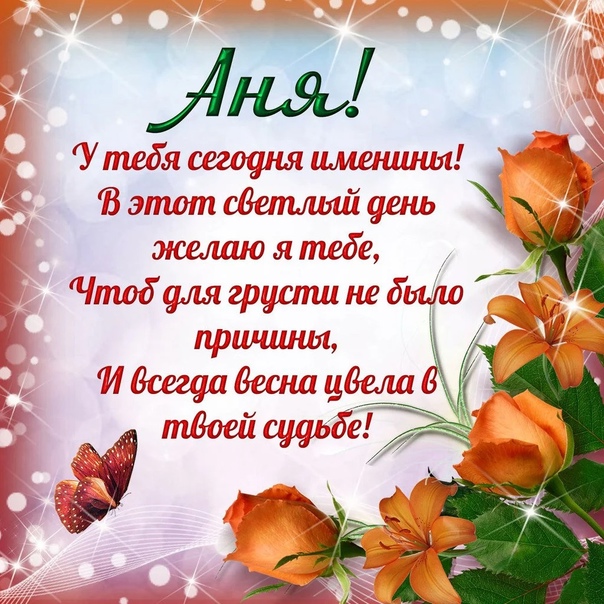 Аня!
У тебя сегодня именины!
В этот светлый день
желаю я тебе,
Чтоб для грусти не было
причины,
И всегда весна цвела в
твоей судьбе!